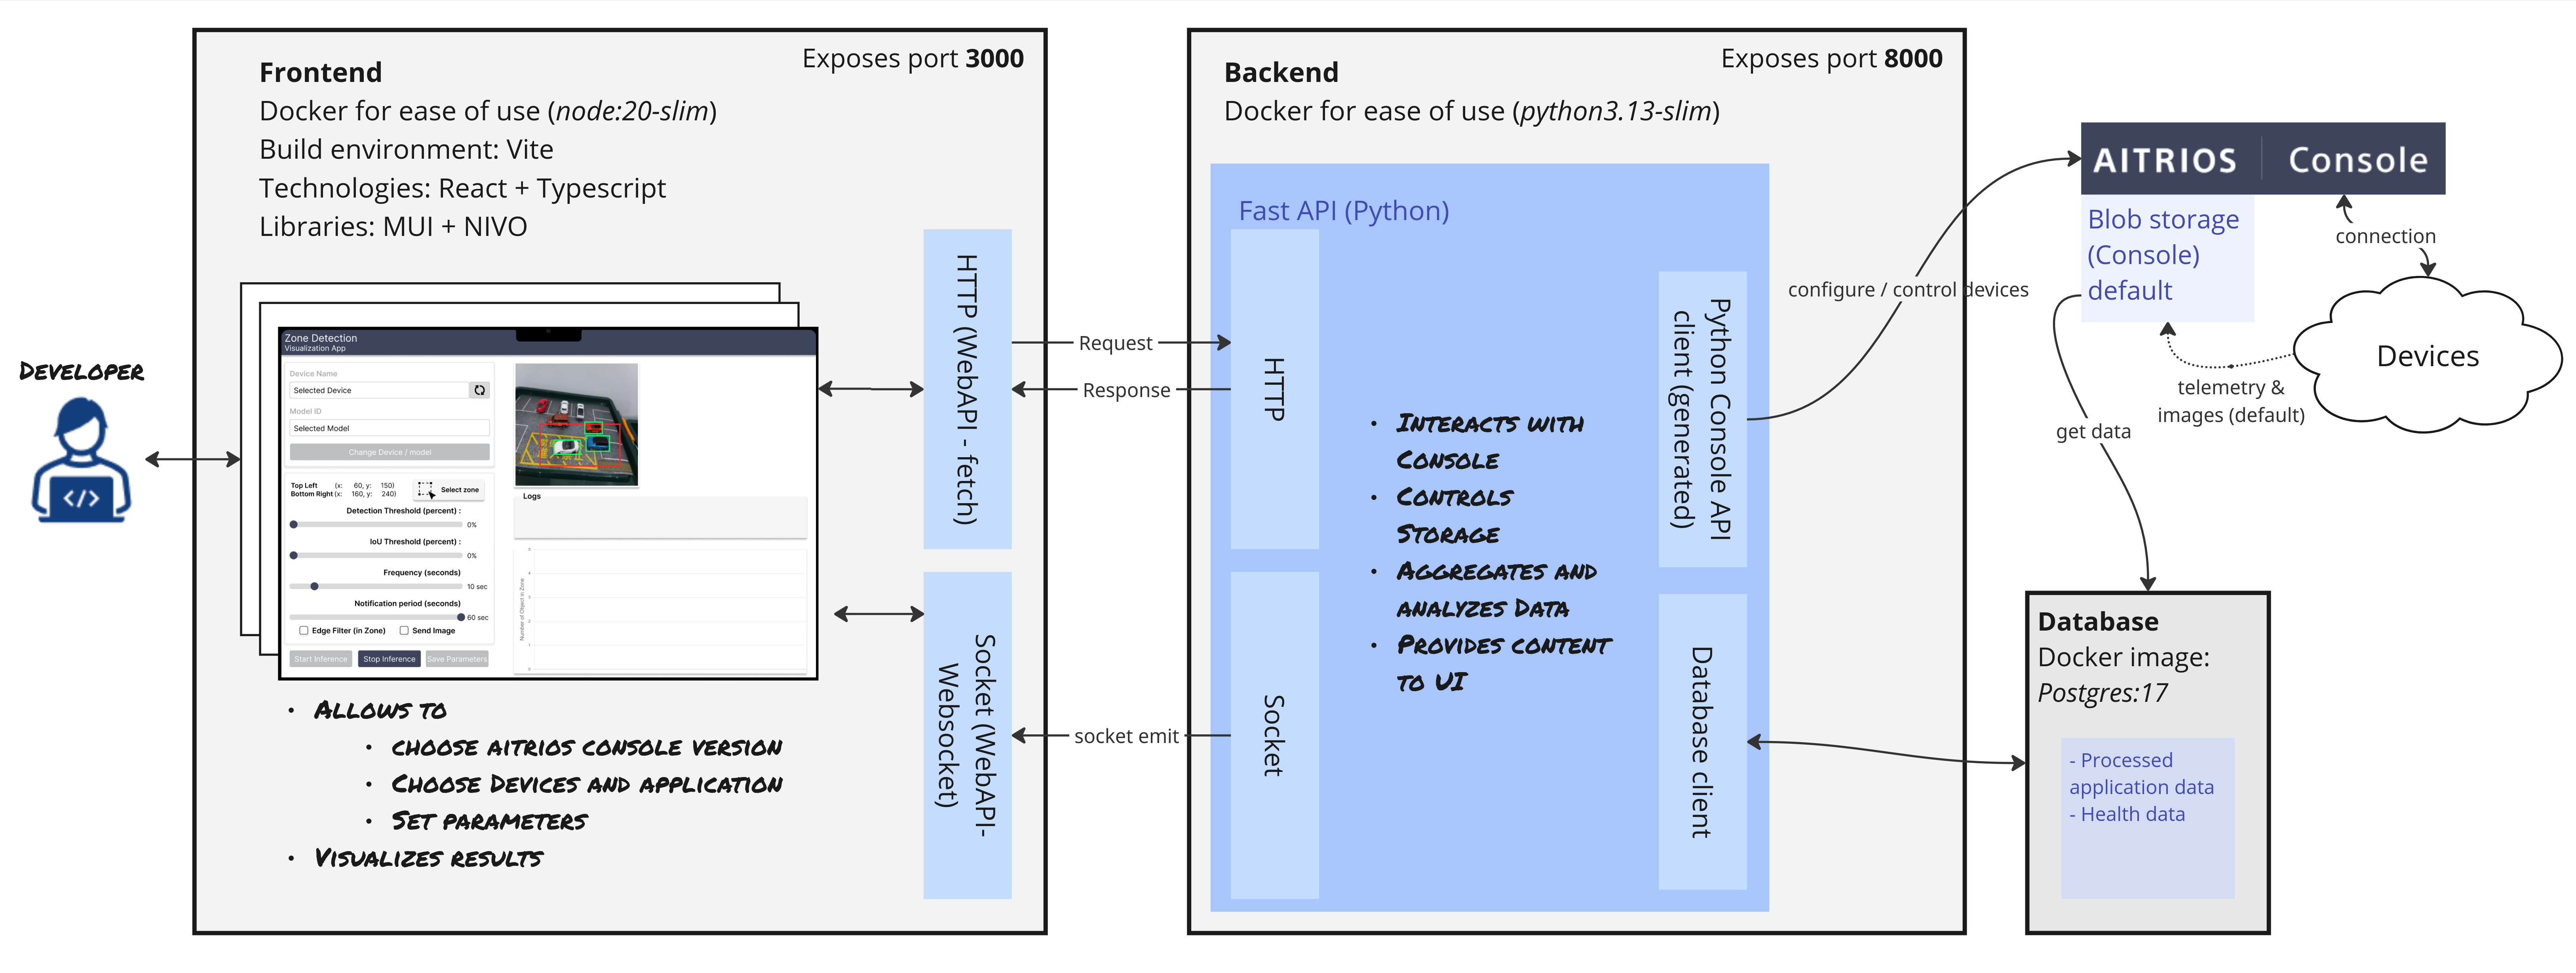 Exposes port 3000
Frontend
Docker for ease of use (node:20-slim)
Build environment: Vite
Technologies: React + Typescript
Libraries: MUI + NIVO
Developer
Zone Detection
Visualization App
Device Name
Selected Device
Model ID
Selected Model
Change Device / model
Top Left (x: 60, y: 150)
Bottom Right (x: 160, y: 240)
Select zone
Detection Threshold (percent) :
0%
IoU Threshold (percent) :
0%
Frequency (seconds)
10 sec
Notification period (seconds)
60 sec
Edge Filter (in Zone)
Send Image
Start Inference
Stop Inference
Save Parameters
Logs
Number of Object in Zone
5
4
3
2
1
0
• Allows to
• choose aitrios console version
• Choose Devices and application
• Set parameters
• Visualizes results
HTTP (WebAPI - fetch)
Socket (WebAPI-
Websocket)
Request
Response
socket emit
Exposes port 8000
Backend
Docker for ease of use (python3.13-slim)
Fast API (Python)
HTTP
Socket
• Interacts with
Console
• Controls
Storage
• Aggregates and
analyzes Data
• Provides content
to UI
Python Console API
client (generated)
Database client
configure / control devices
AITRIOS | Console
Blob storage
(Console)
default
connection
Devices
telemetry &
images (default)
get data
Database
Docker image:
Postgres:17
- Processed
application data
- Health data